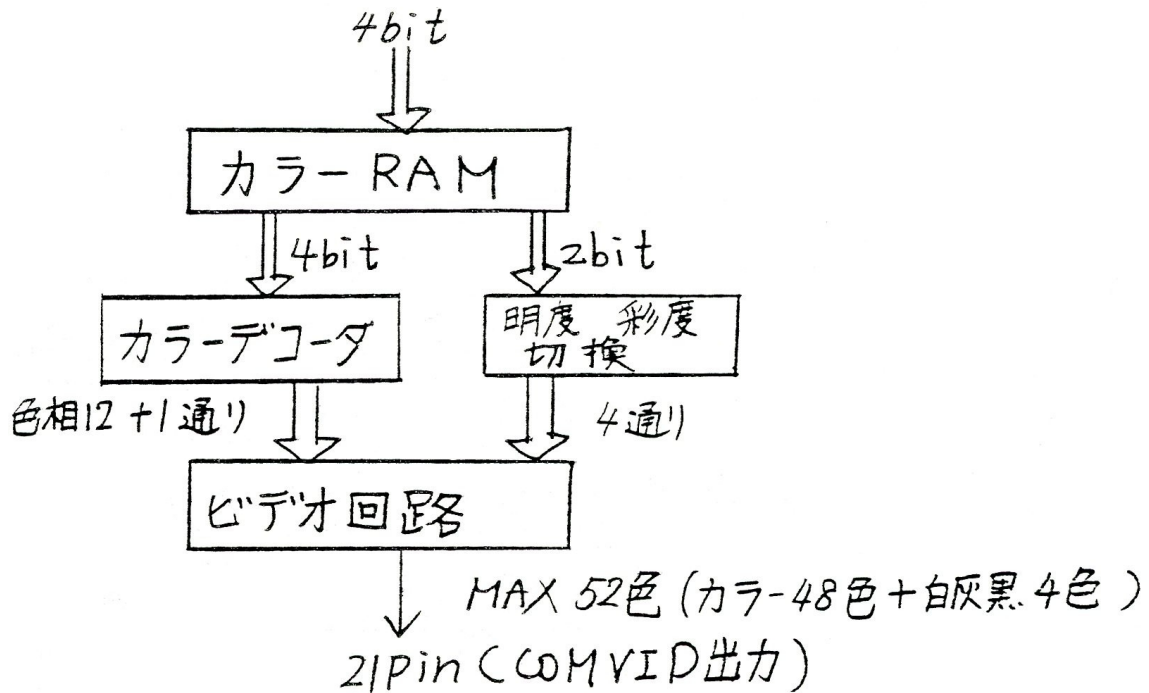 4bit
カラーRAM
4bit
2bit
カラーデコーダ
明度 彩度
切換
色相12+1通り
4通り
ビデオ回路
MAX 52色(カラー48色+白灰黒4色)
21pin(COMVID出力)